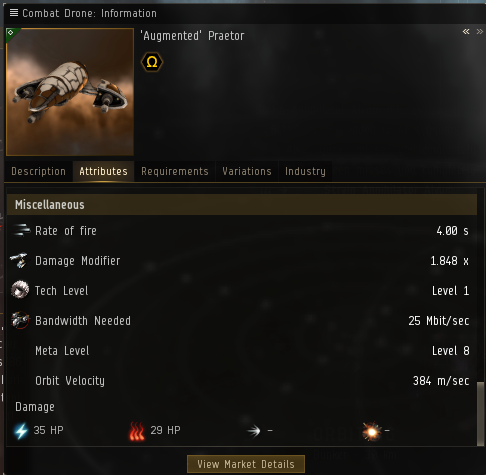 Combat Drone: Information
'Augmented' Praetor
Ω
Description Attributes Requirements Variations Industry
Miscellaneous
Rate of fire 4.00 s
Damage Modifier 1.848 x
Tech Level Level 1
Bandwidth Needed 25 Mbit/sec
Meta Level Level 8
Orbit Velocity 384 m/sec
Damage
35 HP 29 HP - -
View Market Details